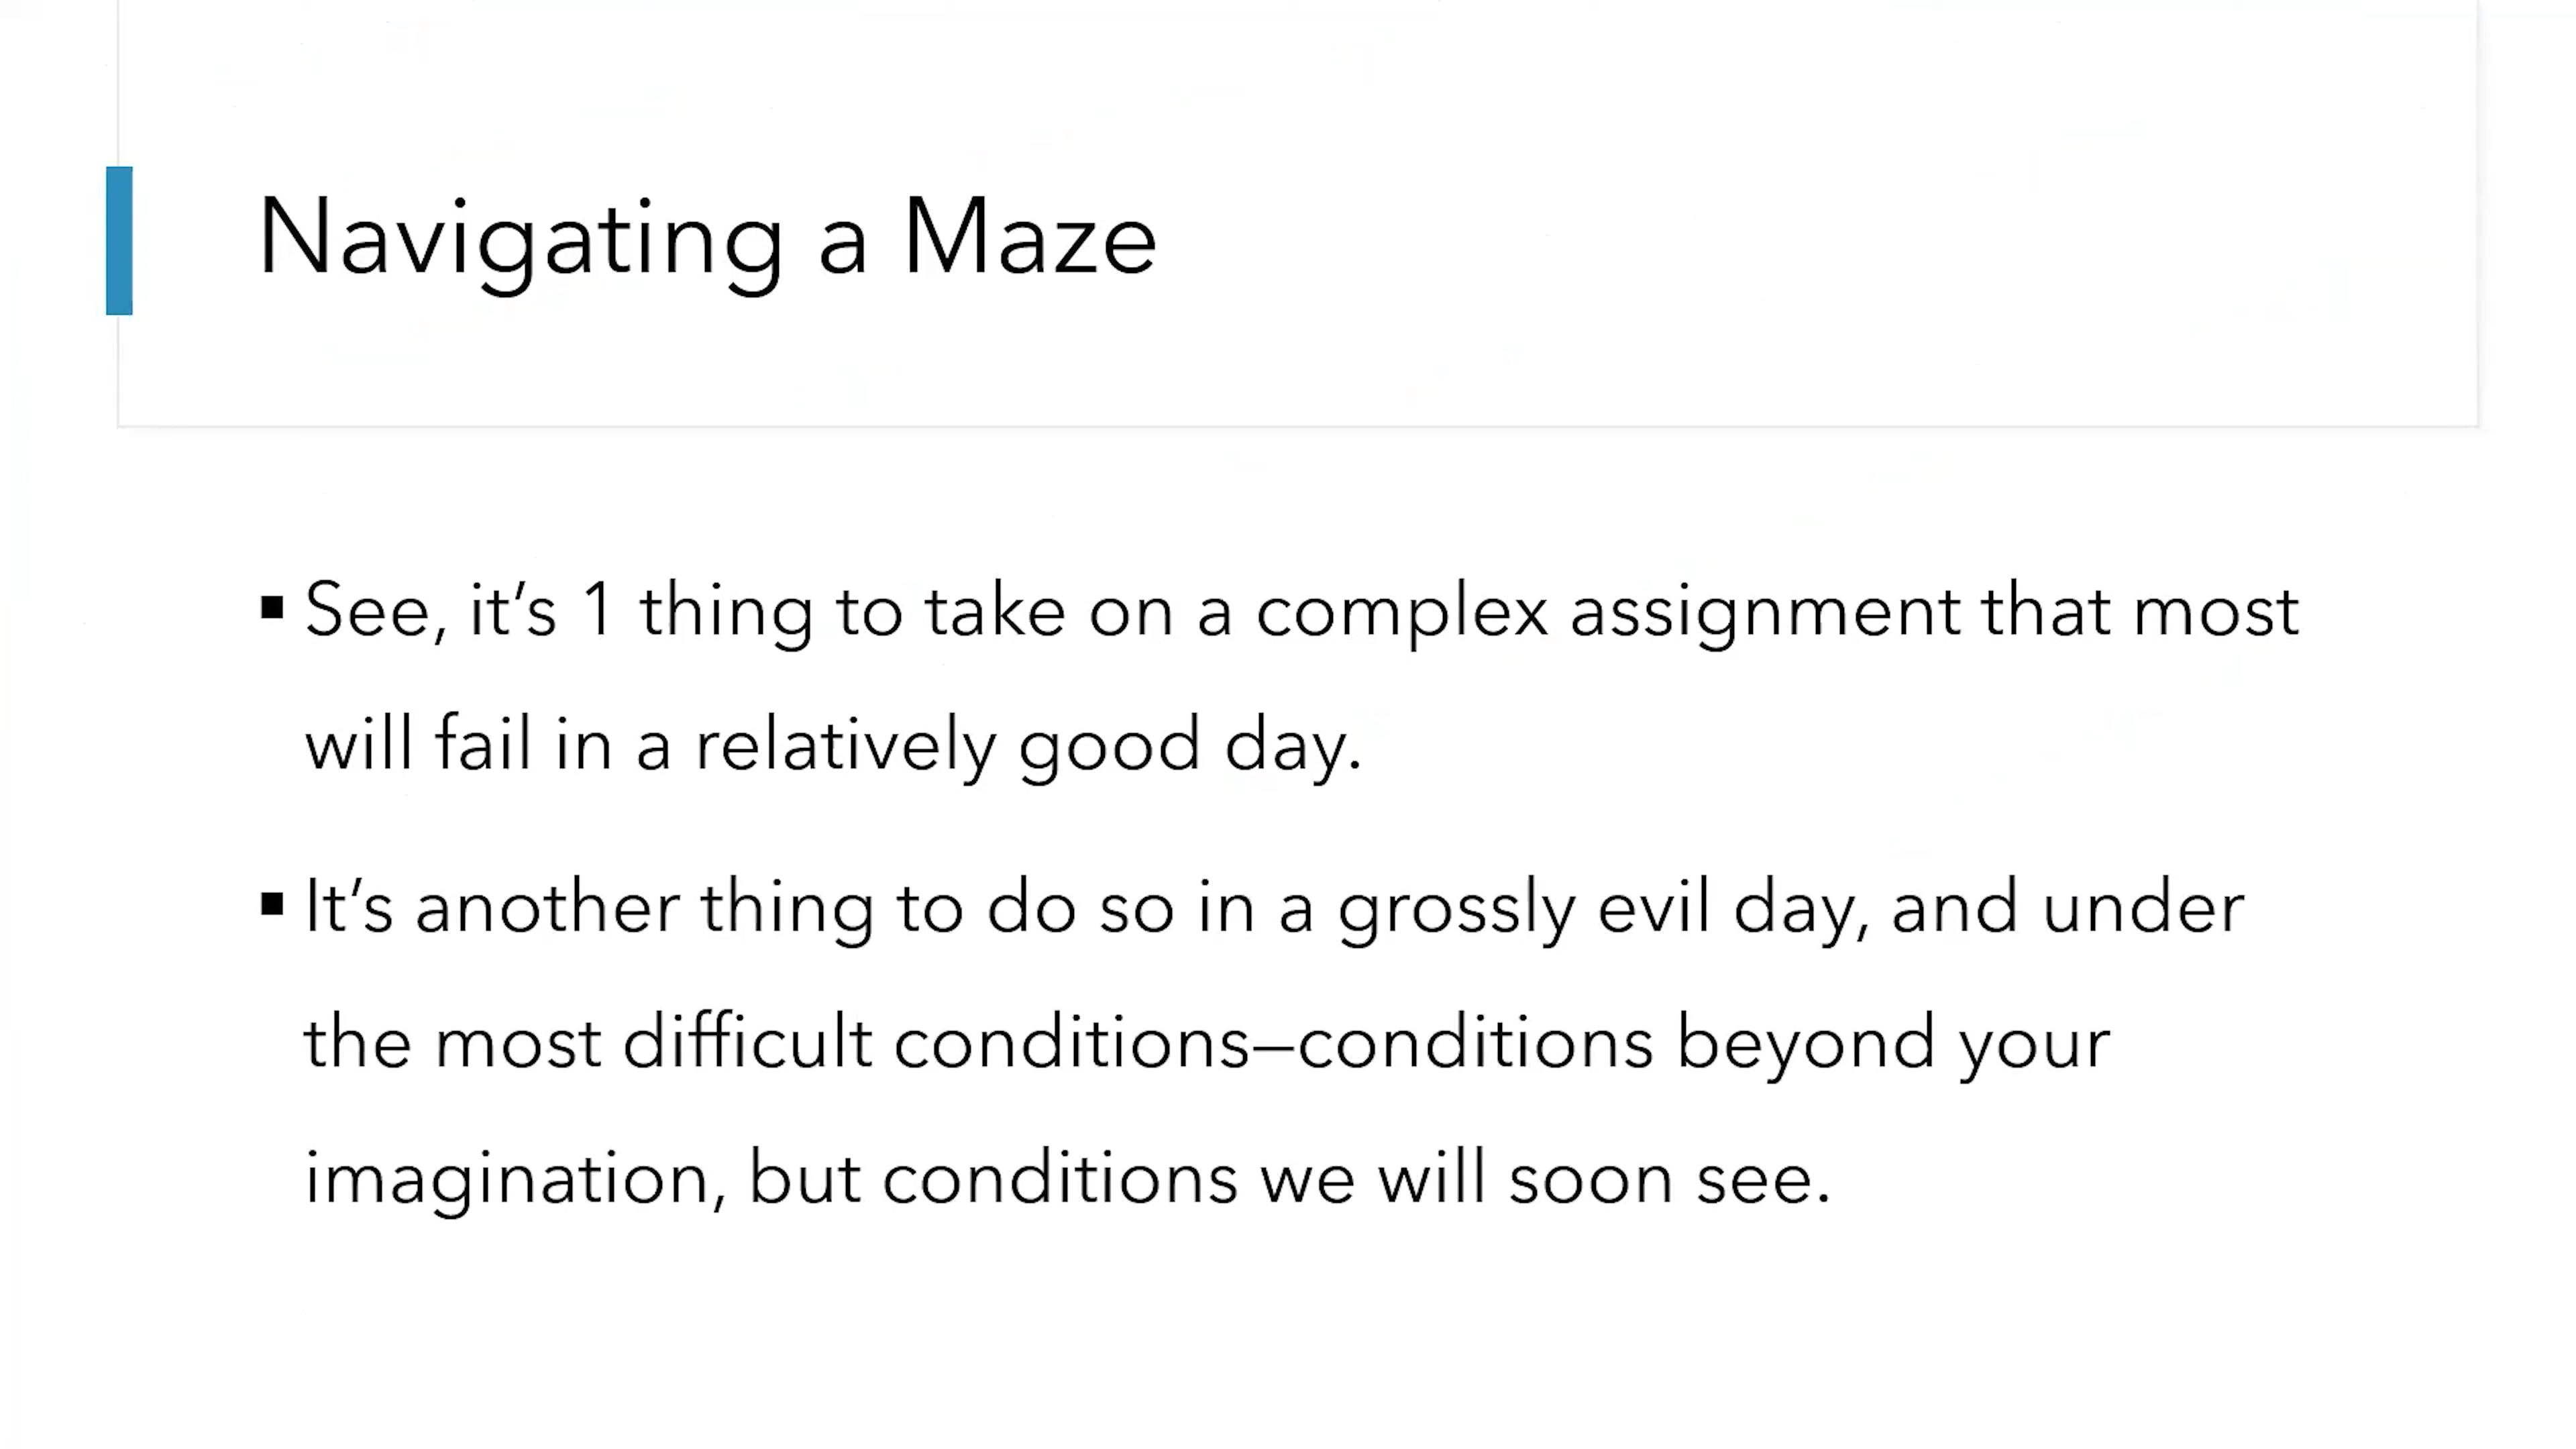 Navigating a Maze
▪ See, it’s 1 thing to take on a complex assignment that most
will fail in a relatively good day.
▪ It’s another thing to do so in a grossly evil day, and under
the most difficult conditions—conditions beyond your
imagination, but conditions we will soon see.